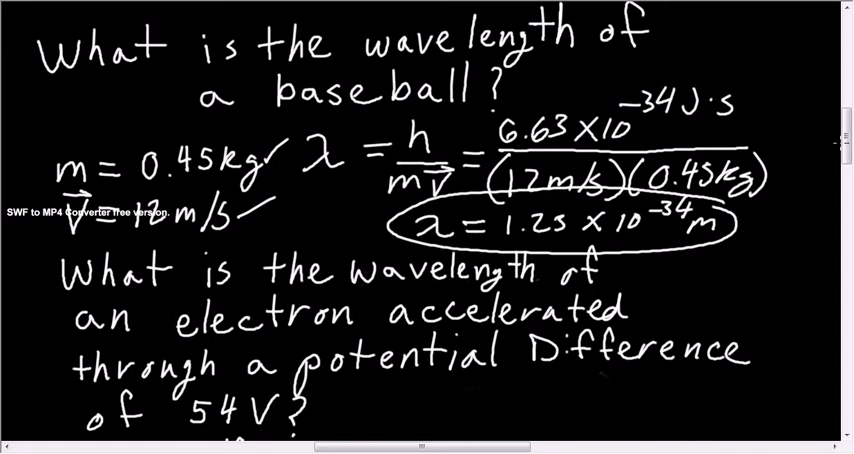 What is the wavelength of
a baseball?
m = 0.45kg✓ λ = h/mv⃗ = 6.63 × 10^-34 J·s/(12m/s)(0.45kg)
v⃗ = 12 m/s✓ λ = 1.23 × 10^-34 m
SWF to MP4 Converter free version.
What is the wavelength of
an electron accelerated
through a potential Difference
of 54V?